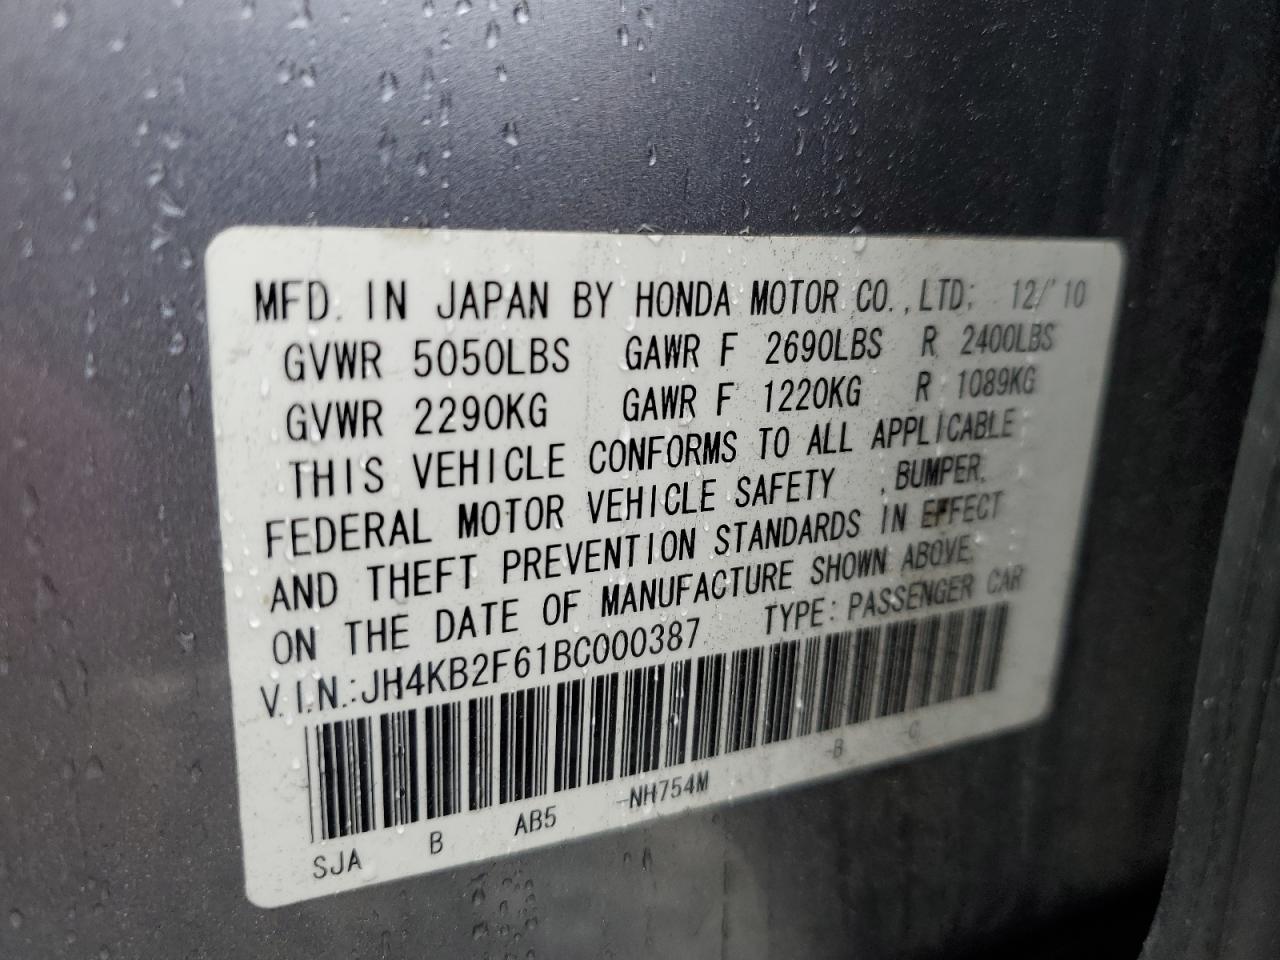 MFD. IN JAPAN BY HONDA MOTOR CO.,LTD; 12/'10
GVWR 5050LBS GAWR F 2690LBS R 2400LBS
GVWR 2290KG GAWR F 1220KG R 1089KG
THIS VEHICLE CONFORMS TO ALL APPLICABLE
FEDERAL MOTOR VEHICLE SAFETY , BUMPER,
AND THEFT PREVENTION STANDARDS IN EFFECT
ON THE DATE OF MANUFACTURE SHOWN ABOVE.
V.I.N.:JH4KB2F61BC000387 TYPE: PASSENGER CAR
SJA B AB5 -NH754M -B C